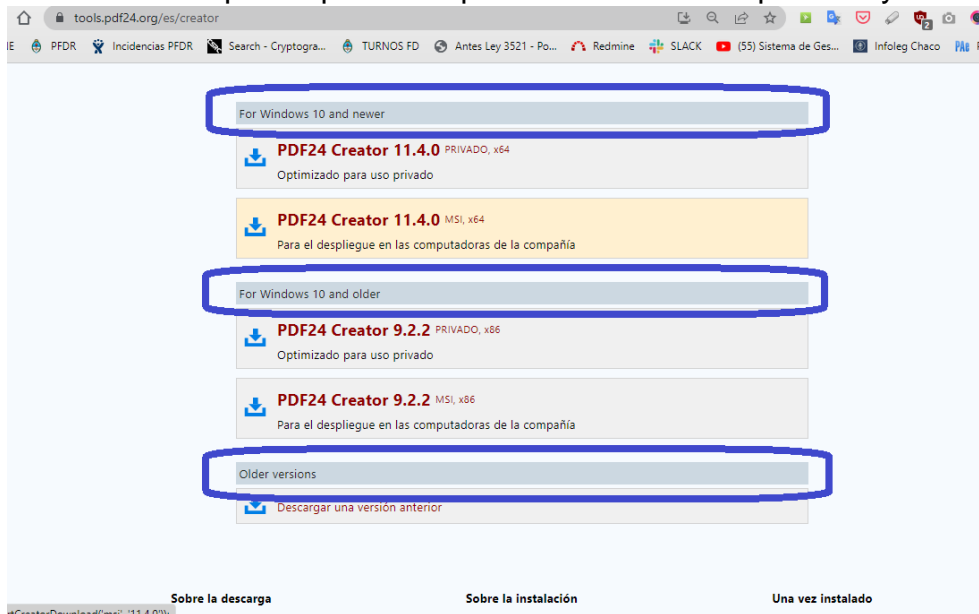 tools.pdf24.org/es/creator
PFDR Incidencias PFDR Search - Cryptogra... TURNOS FD Antes Ley 3521 - Po... Redmine SLACK (55) Sistema de Ges... Infoleg Chaco PAE
For Windows 10 and newer
PDF24 Creator 11.4.0 PRIVADO, x64
Optimizado para uso privado
PDF24 Creator 11.4.0 MSI, x64
Para el despliegue en las computadoras de la compañía
For Windows 10 and older
PDF24 Creator 9.2.2 PRIVADO, x86
Optimizado para uso privado
PDF24 Creator 9.2.2 MSI, x86
Para el despliegue en las computadoras de la compañía
Older versions
Descargar una versión anterior
Sobre la descarga Sobre la instalación Una vez instalado